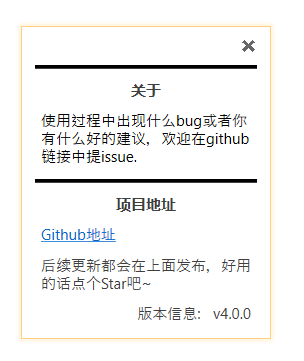 关于
使用过程中出现什么bug或者你
有什么好的建议，欢迎在github
链接中提issue.
项目地址
Github地址
后续更新都会在上面发布，好用
的话点个Star吧~
版本信息： v4.0.0